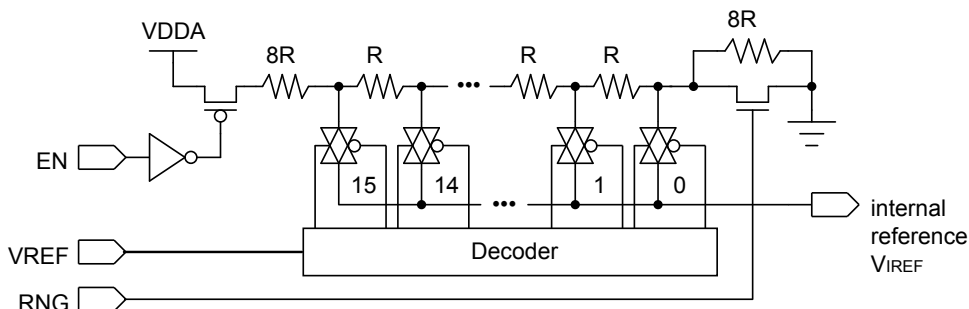 VDDA
8R
8R
R
R
R
•••
EN
15
14
1
0
•••
internal
reference
VIREF
VREF
Decoder
RNG